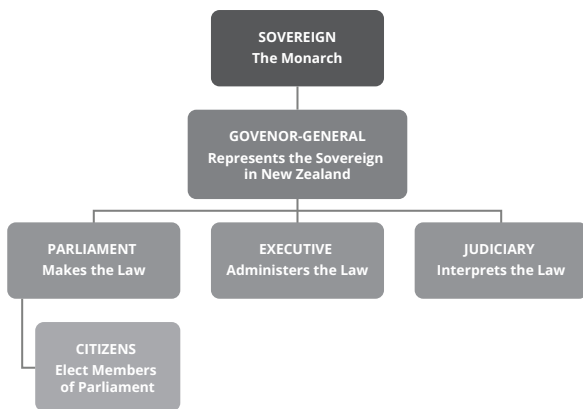 SOVEREIGN
The Monarch
GOVENOR-GENERAL
Represents the Sovereign
in New Zealand
PARLIAMENT
Makes the Law
EXECUTIVE
Administers the Law
JUDICIARY
Interprets the Law
CITIZENS
Elect Members
of Parliament